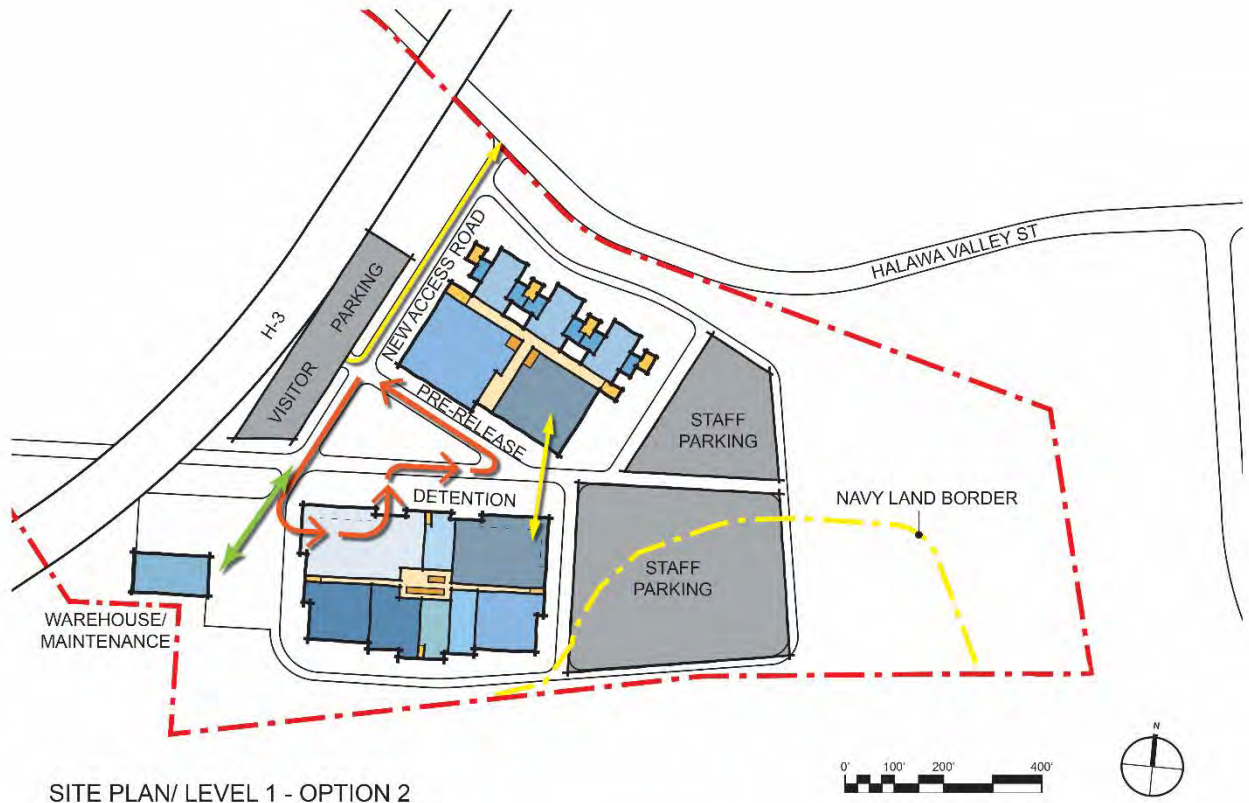 HALAWA VALLEY ST
NEW ACCESS ROAD
H-3
VISITOR PARKING
PRE-RELEASE
STAFF
PARKING
DETENTION
NAVY LAND BORDER
STAFF
PARKING
WAREHOUSE/
MAINTENANCE
N
0' 100' 200' 400'
SITE PLAN/ LEVEL 1 - OPTION 2